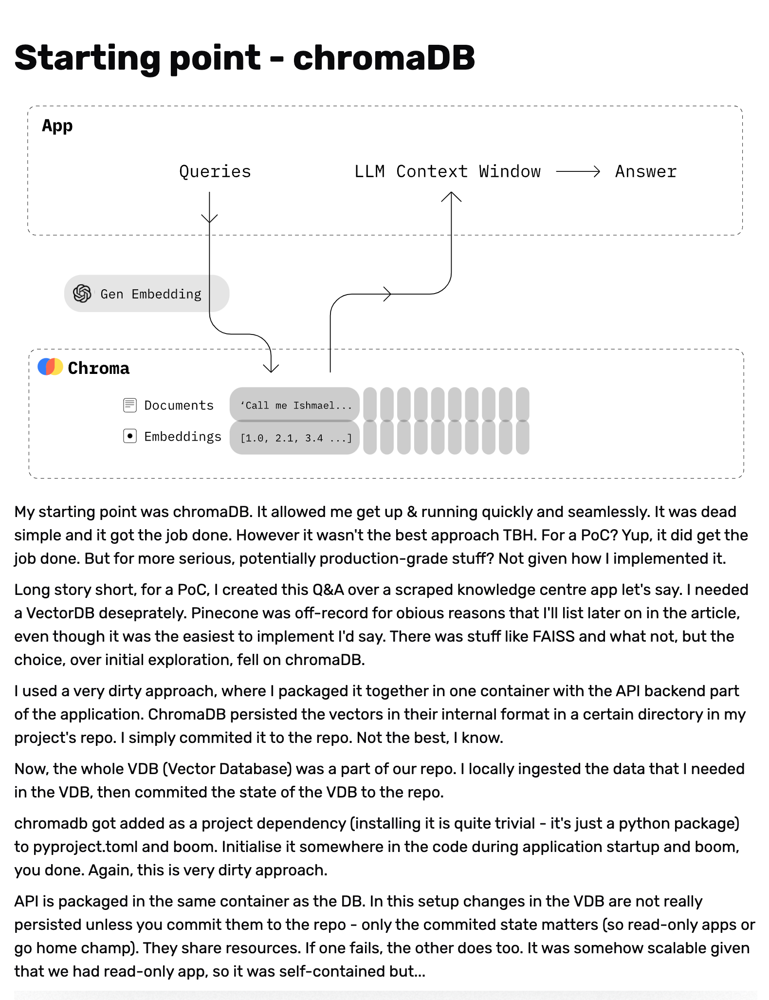 Starting point - chromaDB
App
Queries
LLM Context Window
Answer
Gen Embedding
Chroma
Documents
‘Call me Ishmael...
Embeddings
[1.0, 2.1, 3.4 ...]
My starting point was chromaDB. It allowed me get up & running quickly and seamlessly. It was dead
simple and it got the job done. However it wasn't the best approach TBH. For a PoC? Yup, it did get the
job done. But for more serious, potentially production-grade stuff? Not given how I implemented it.
Long story short, for a PoC, I created this Q&A over a scraped knowledge centre app let's say. I needed
a VectorDB deseprately. Pinecone was off-record for obious reasons that I'll list later on in the article,
even though it was the easiest to implement I'd say. There was stuff like FAISS and what not, but the
choice, over initial exploration, fell on chromaDB.
I used a very dirty approach, where I packaged it together in one container with the API backend part
of the application. ChromaDB persisted the vectors in their internal format in a certain directory in my
project's repo. I simply commited it to the repo. Not the best, I know.
Now, the whole VDB (Vector Database) was a part of our repo. I locally ingested the data that I needed
in the VDB, then commited the state of the VDB to the repo.
chromadb got added as a project dependency (installing it is quite trivial - it's just a python package)
to pyproject.toml and boom. Initialise it somewhere in the code during application startup and boom,
you done. Again, this is very dirty approach.
API is packaged in the same container as the DB. In this setup changes in the VDB are not really
persisted unless you commit them to the repo - only the commited state matters (so read-only apps or
go home champ). They share resources. If one fails, the other does too. It was somehow scalable given
that we had read-only app, so it was self-contained but...